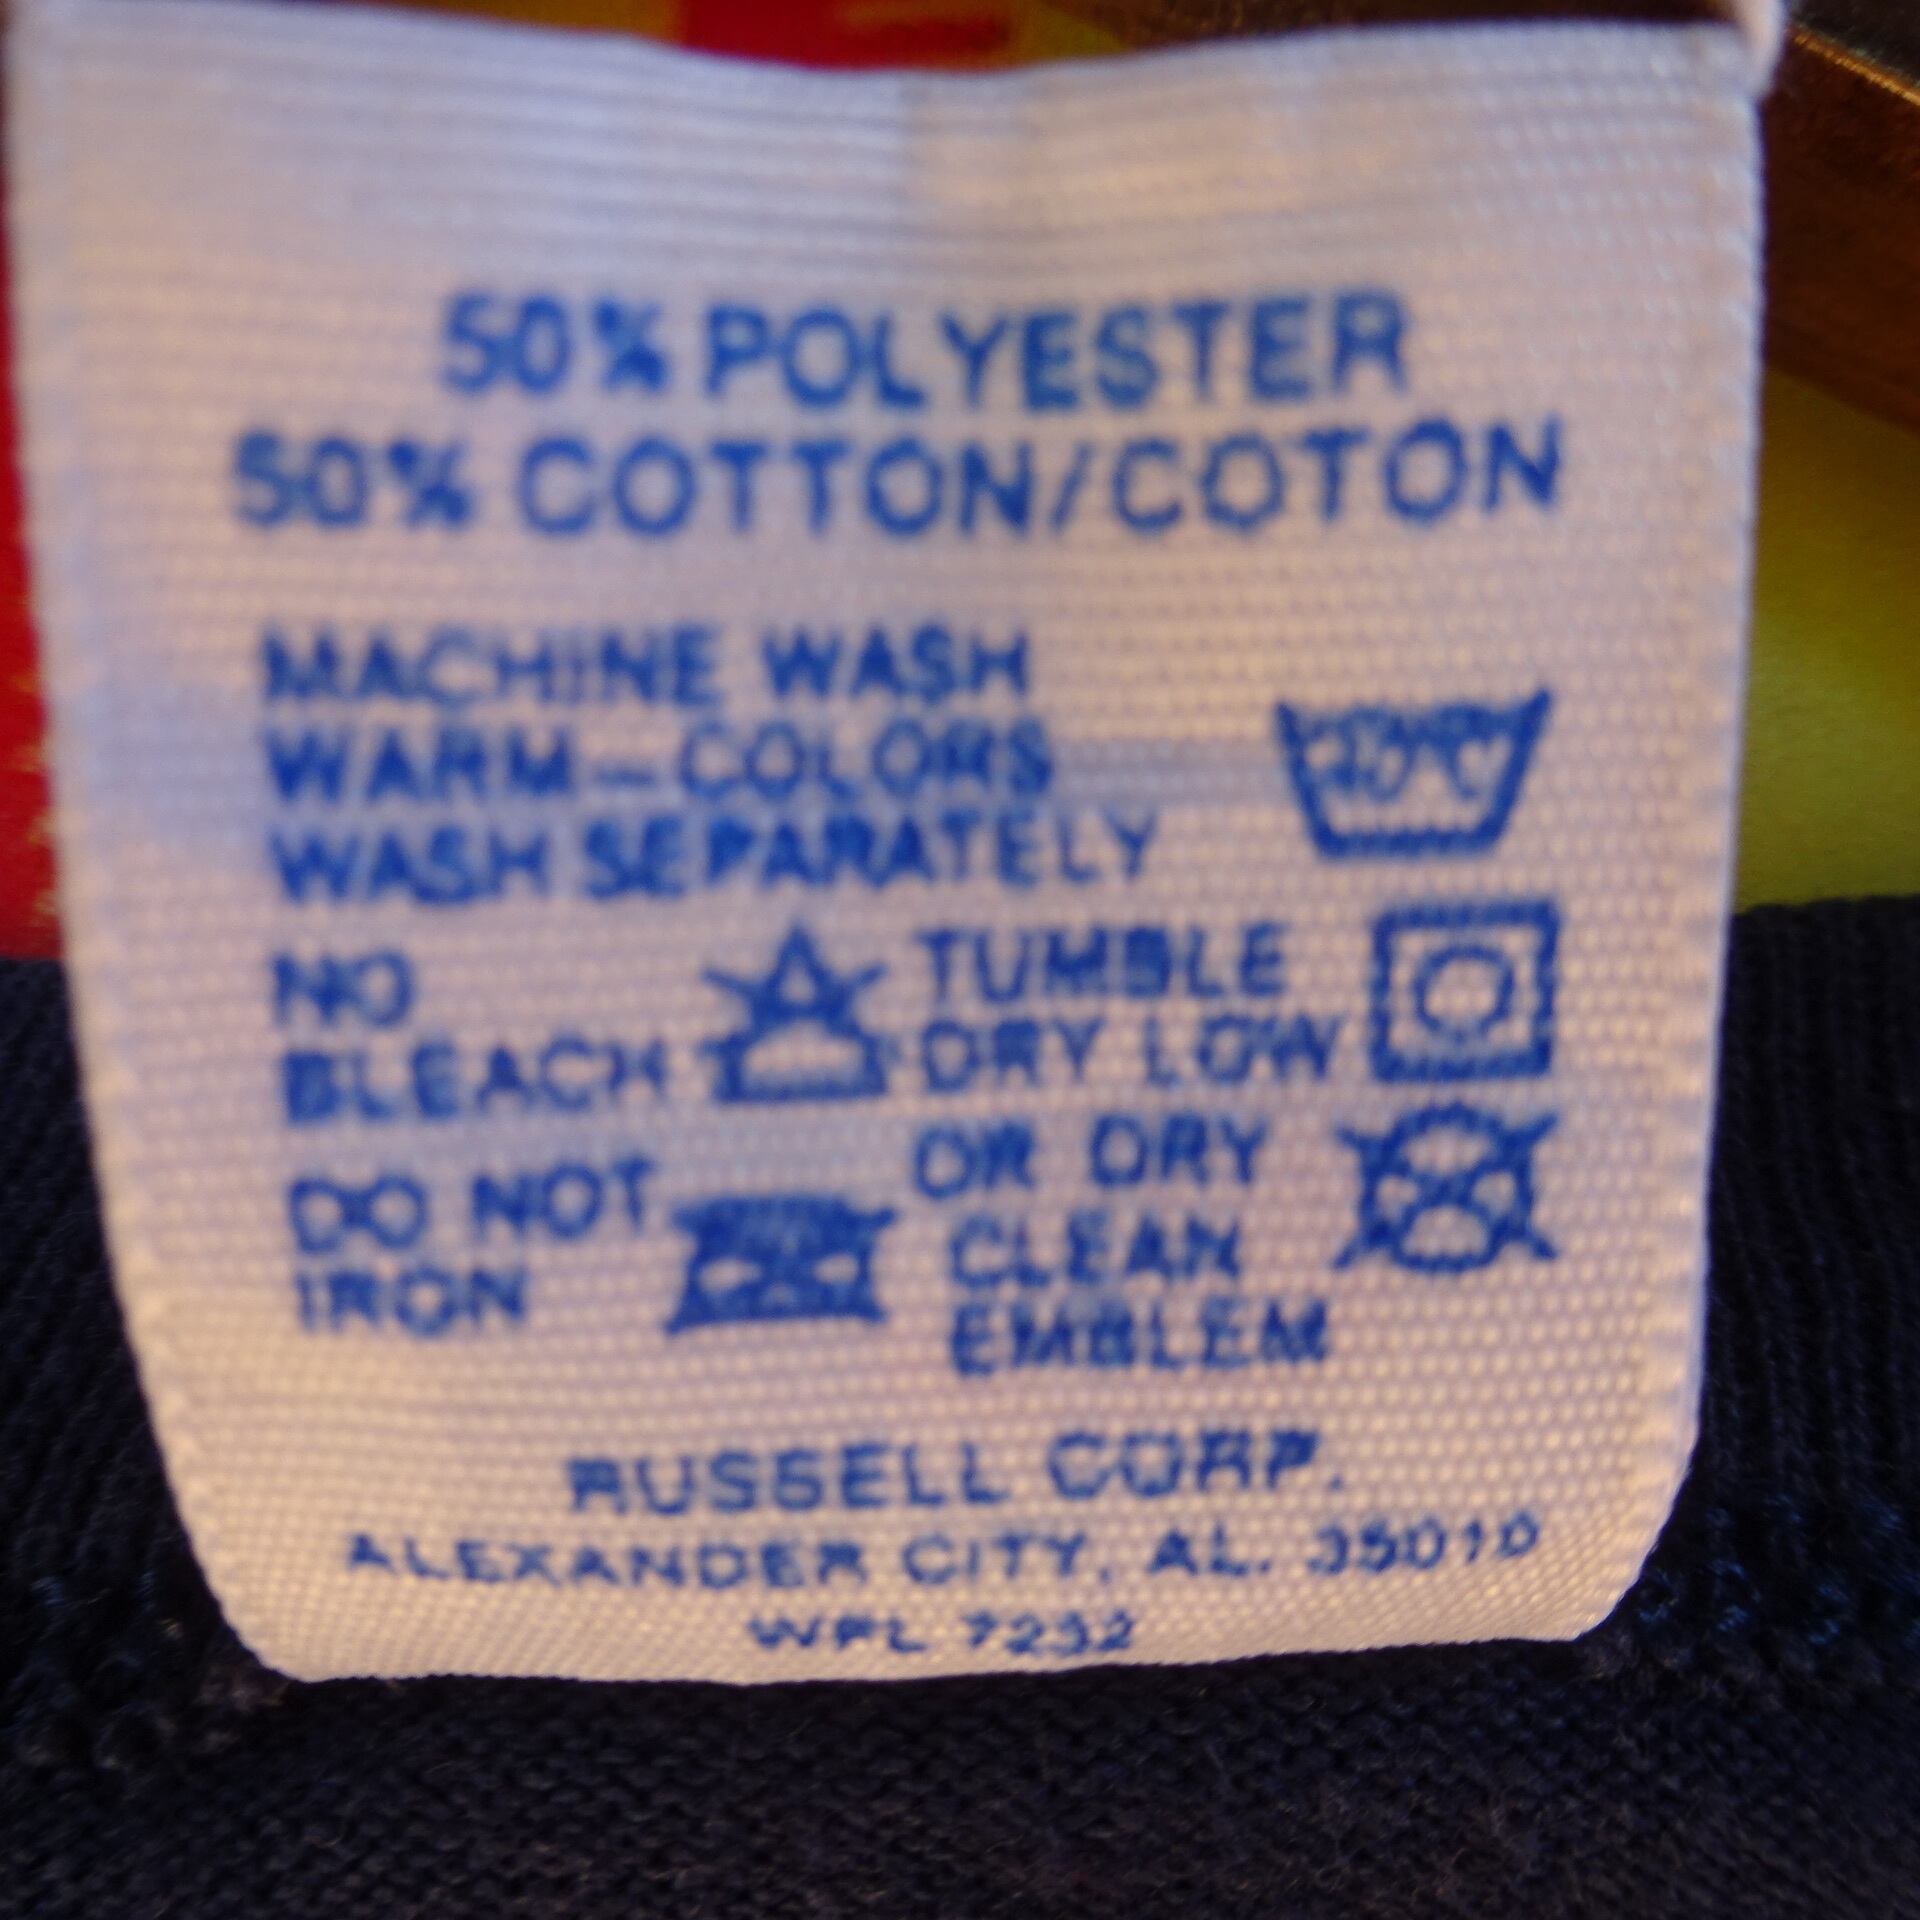 50% POLYESTER
50% COTTON/COTON
MACHINE WASH
WARM-COLORS
WASH SEPARATELY
40°C
NO
BLEACH
DO NOT
IRON
TUMBLE
DRY LOW
OR DRY
CLEAN
EMBLEM
RUSSELL CORP.
ALEXANDER CITY, AL. 35010
WPL 7232